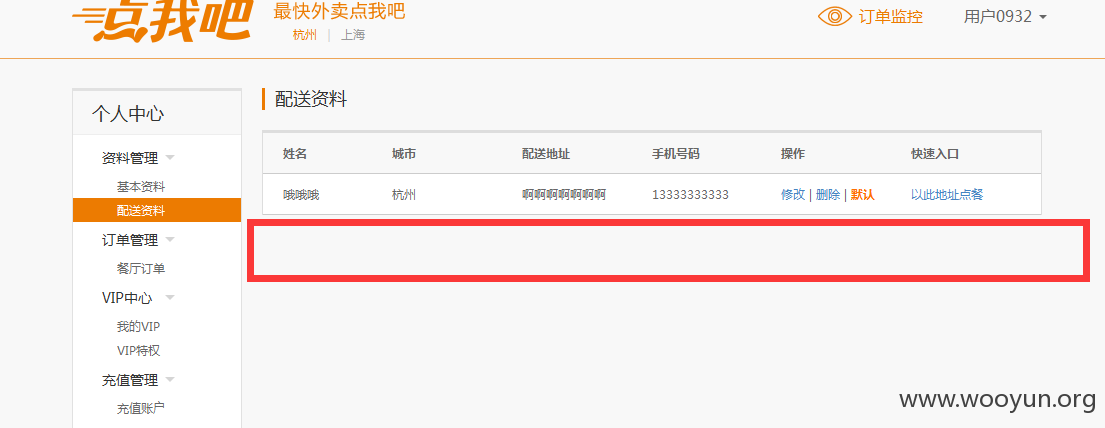 点我吧
最快外卖点我吧
杭州 | 上海
订单监控
用户0932
个人中心
资料管理
基本资料
配送资料
订单管理
餐厅订单
VIP中心
我的VIP
VIP特权
充值管理
充值账户
配送资料
姓名 城市 配送地址 手机号码 操作 快速入口
哦哦哦 杭州 啊啊啊啊啊啊啊 13333333333 修改 | 删除 | 默认 以此地址点餐
www.wooyun.org